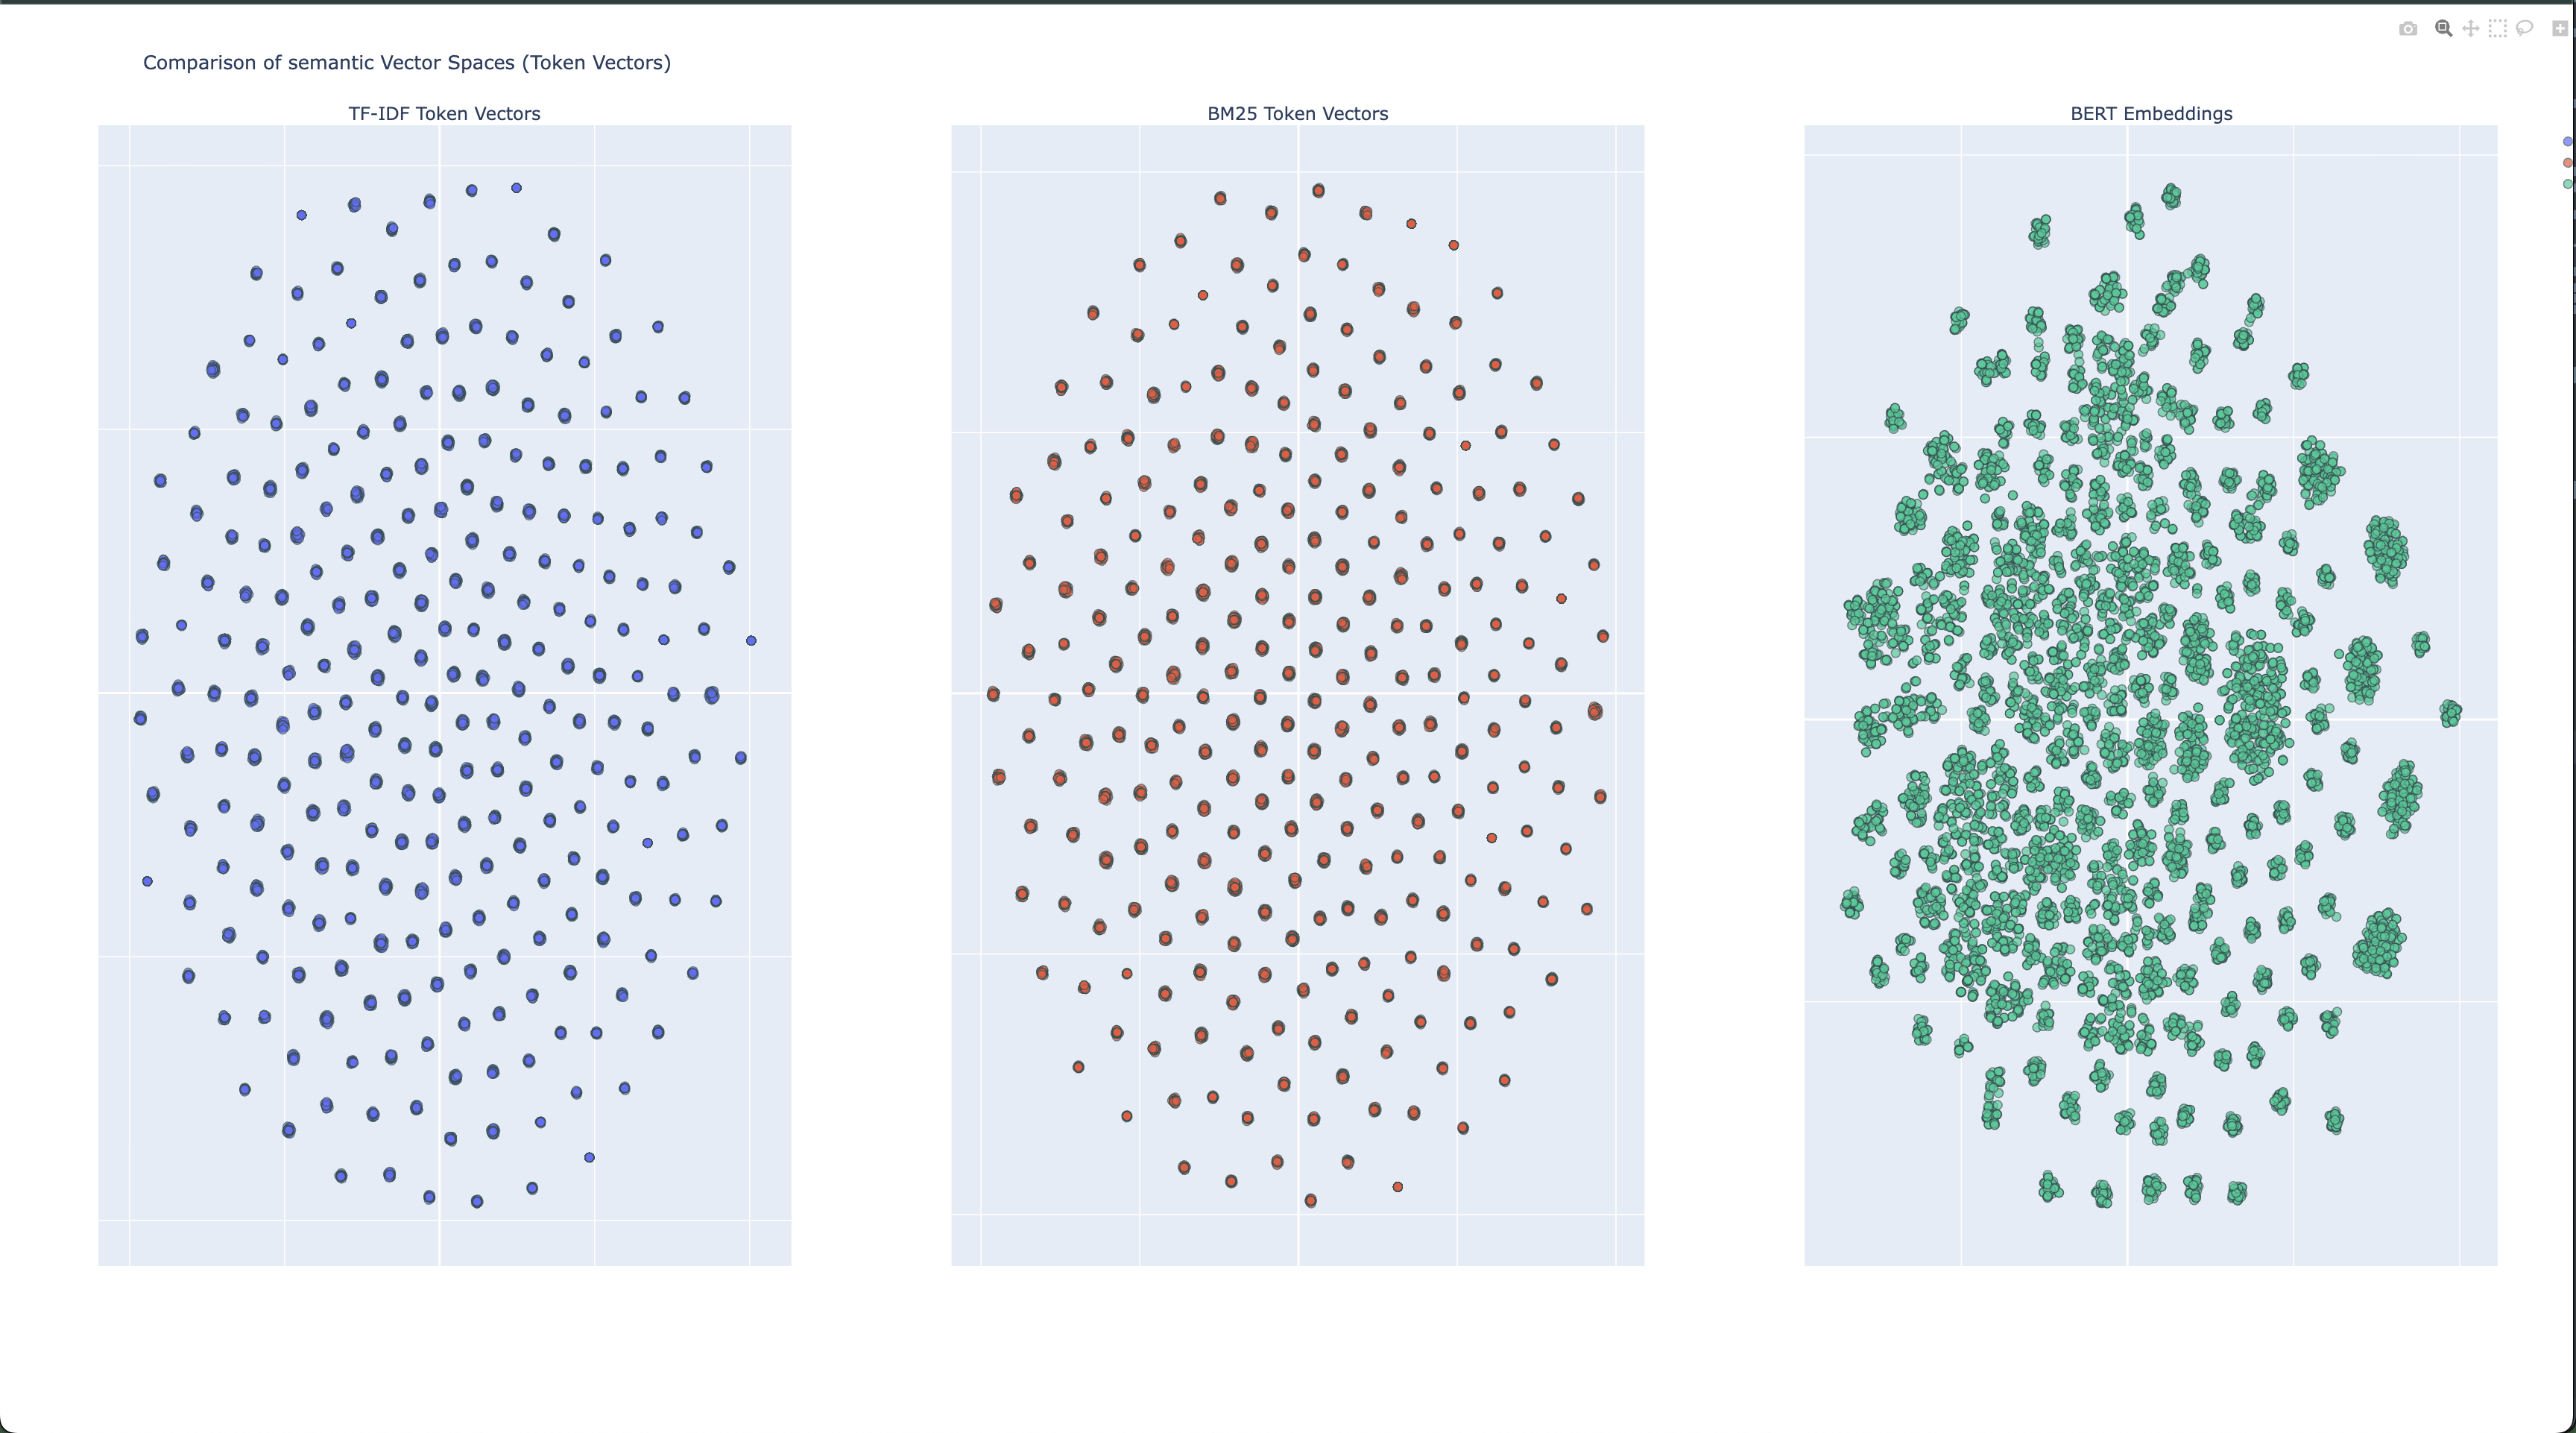 Comparison of semantic Vector Spaces (Token Vectors)
TF-IDF Token Vectors
BM25 Token Vectors
BERT Embeddings